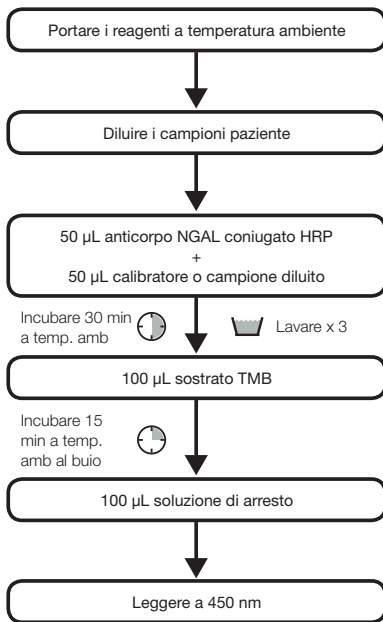 Portare i reagenti a temperatura ambiente
Diluire i campioni paziente
50 µL anticorpo NGAL coniugato HRP
+
50 µL calibratore o campione diluito
Incubare 30 min
a temp. amb
Lavare x 3
100 µL sostrato TMB
Incubare 15
min a temp.
amb al buio
100 µL soluzione di arresto
Leggere a 450 nm